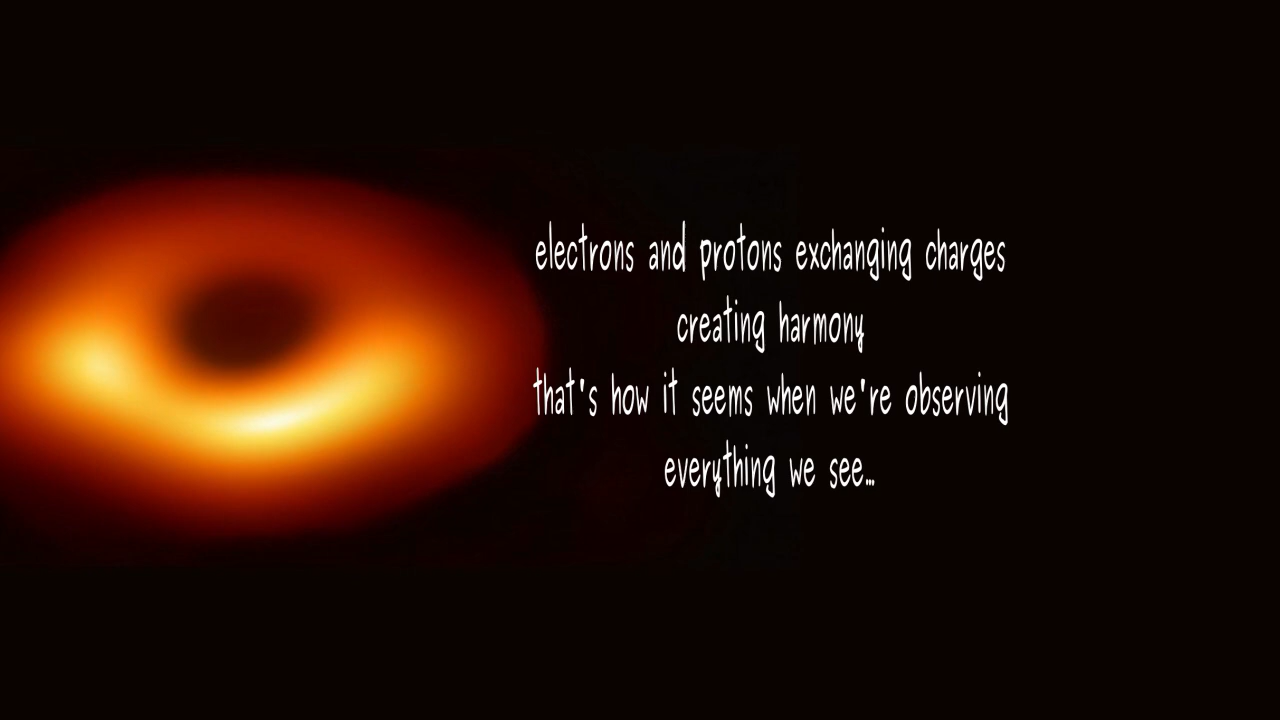 electrons and protons exchanging charges
creating harmony
that's how it seems when we're observing
everything we see...